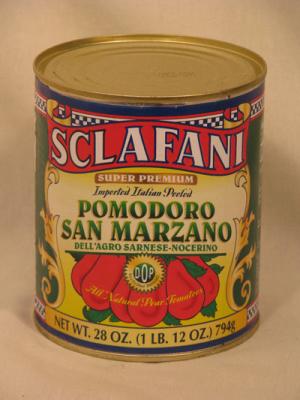 SCLAFANI
SUPER PREMIUM
Imported Italian Peeled
POMODORO
SAN MARZANO
DELL'AGRO SARNESE-NOCERINO
DOP
All Natural Pear Tomatoes
NET WT. 28 OZ. (1 LB. 12 OZ.) 794g